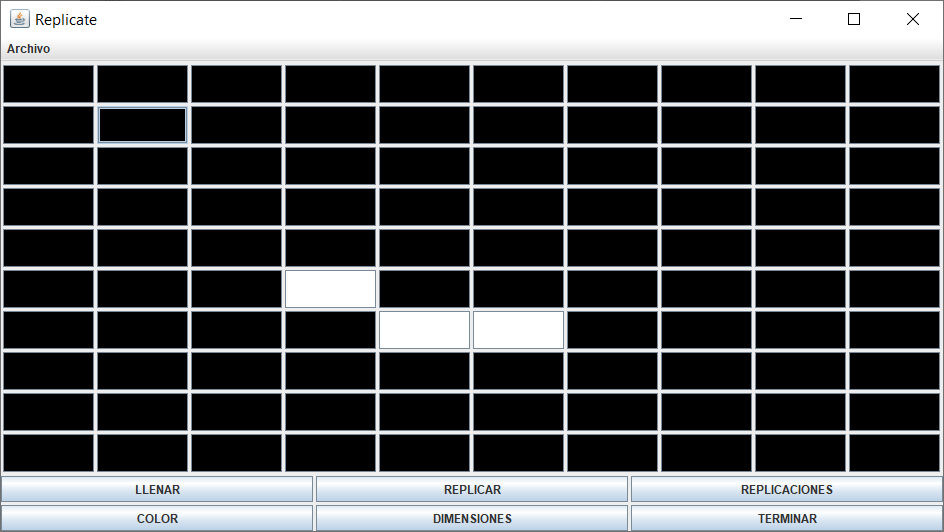 Replicate
Archivo
LLENAR REPLICAR REPLICACIONES
COLOR DIMENSIONES TERMINAR